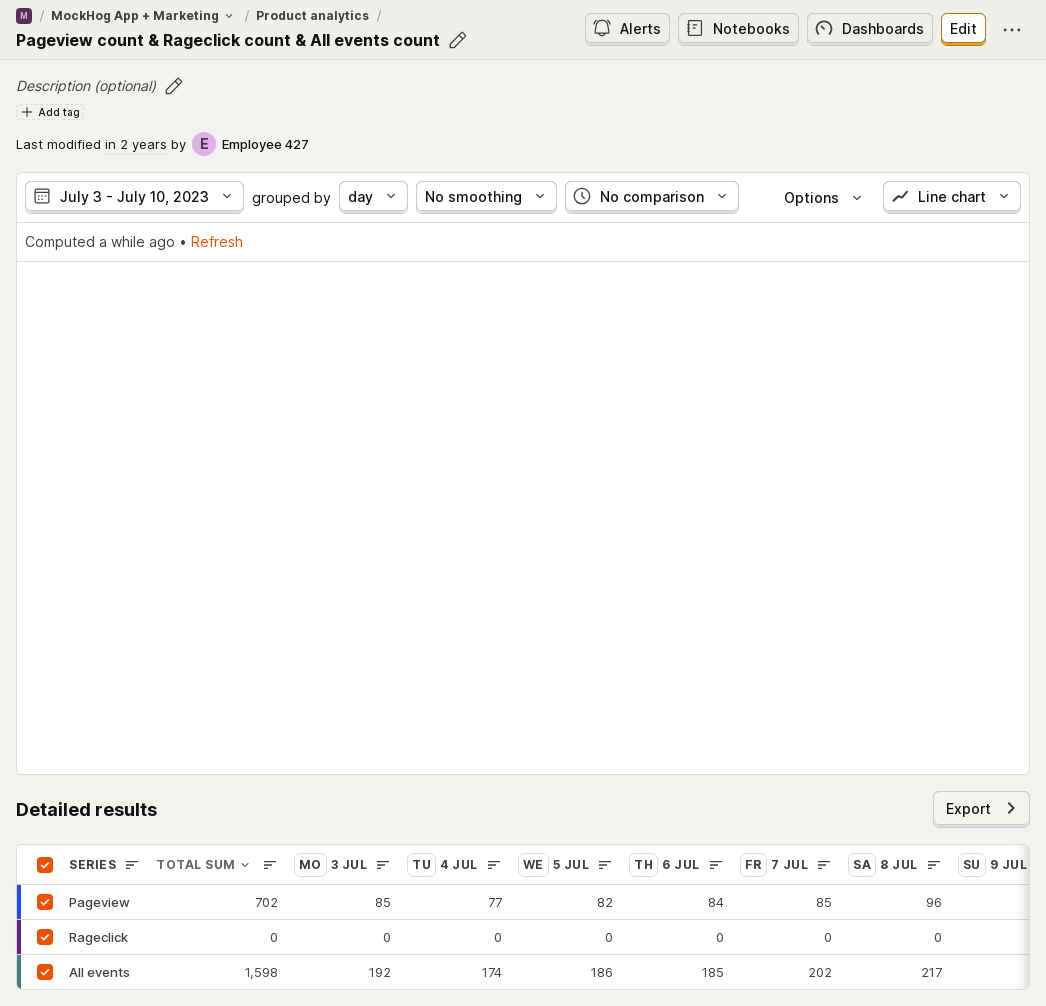 M / MockHog App + Marketing / Product analytics /
Pageview count & Rageclick count & All events count
Alerts Notebooks Dashboards Edit
Description (optional)
Add tag
Last modified in 2 years by E Employee 427
July 3 - July 10, 2023 grouped by day No smoothing No comparison Options Line chart
Computed a while ago • Refresh
Detailed results
Export
SERIES TOTAL SUM MO 3 JUL TU 4 JUL WE 5 JUL TH 6 JUL FR 7 JUL SA 8 JUL SU 9 JUL
Pageview 702 85 77 82 84 85 96
Rageclick 0 0 0 0 0 0 0
All events 1,598 192 174 186 185 202 217